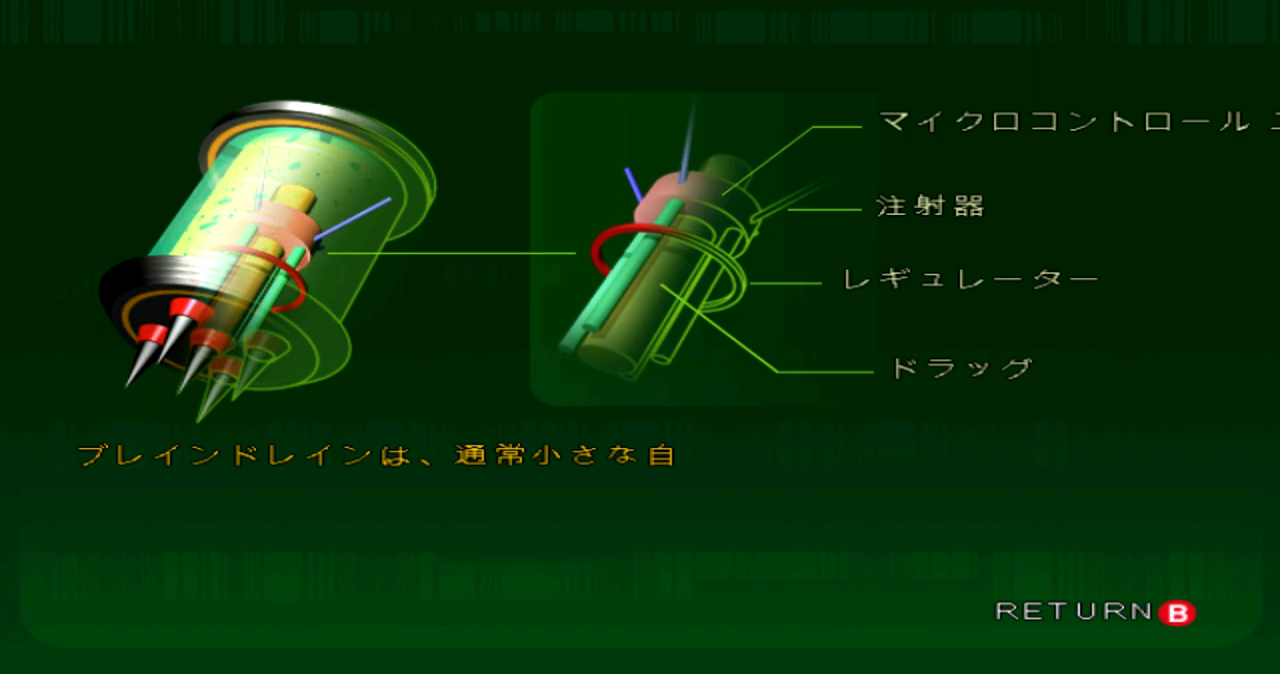 マイクロコントロール
注射器
レギュレーター
ドラッグ
ブレインドレインは、通常小さな自
RETURN B